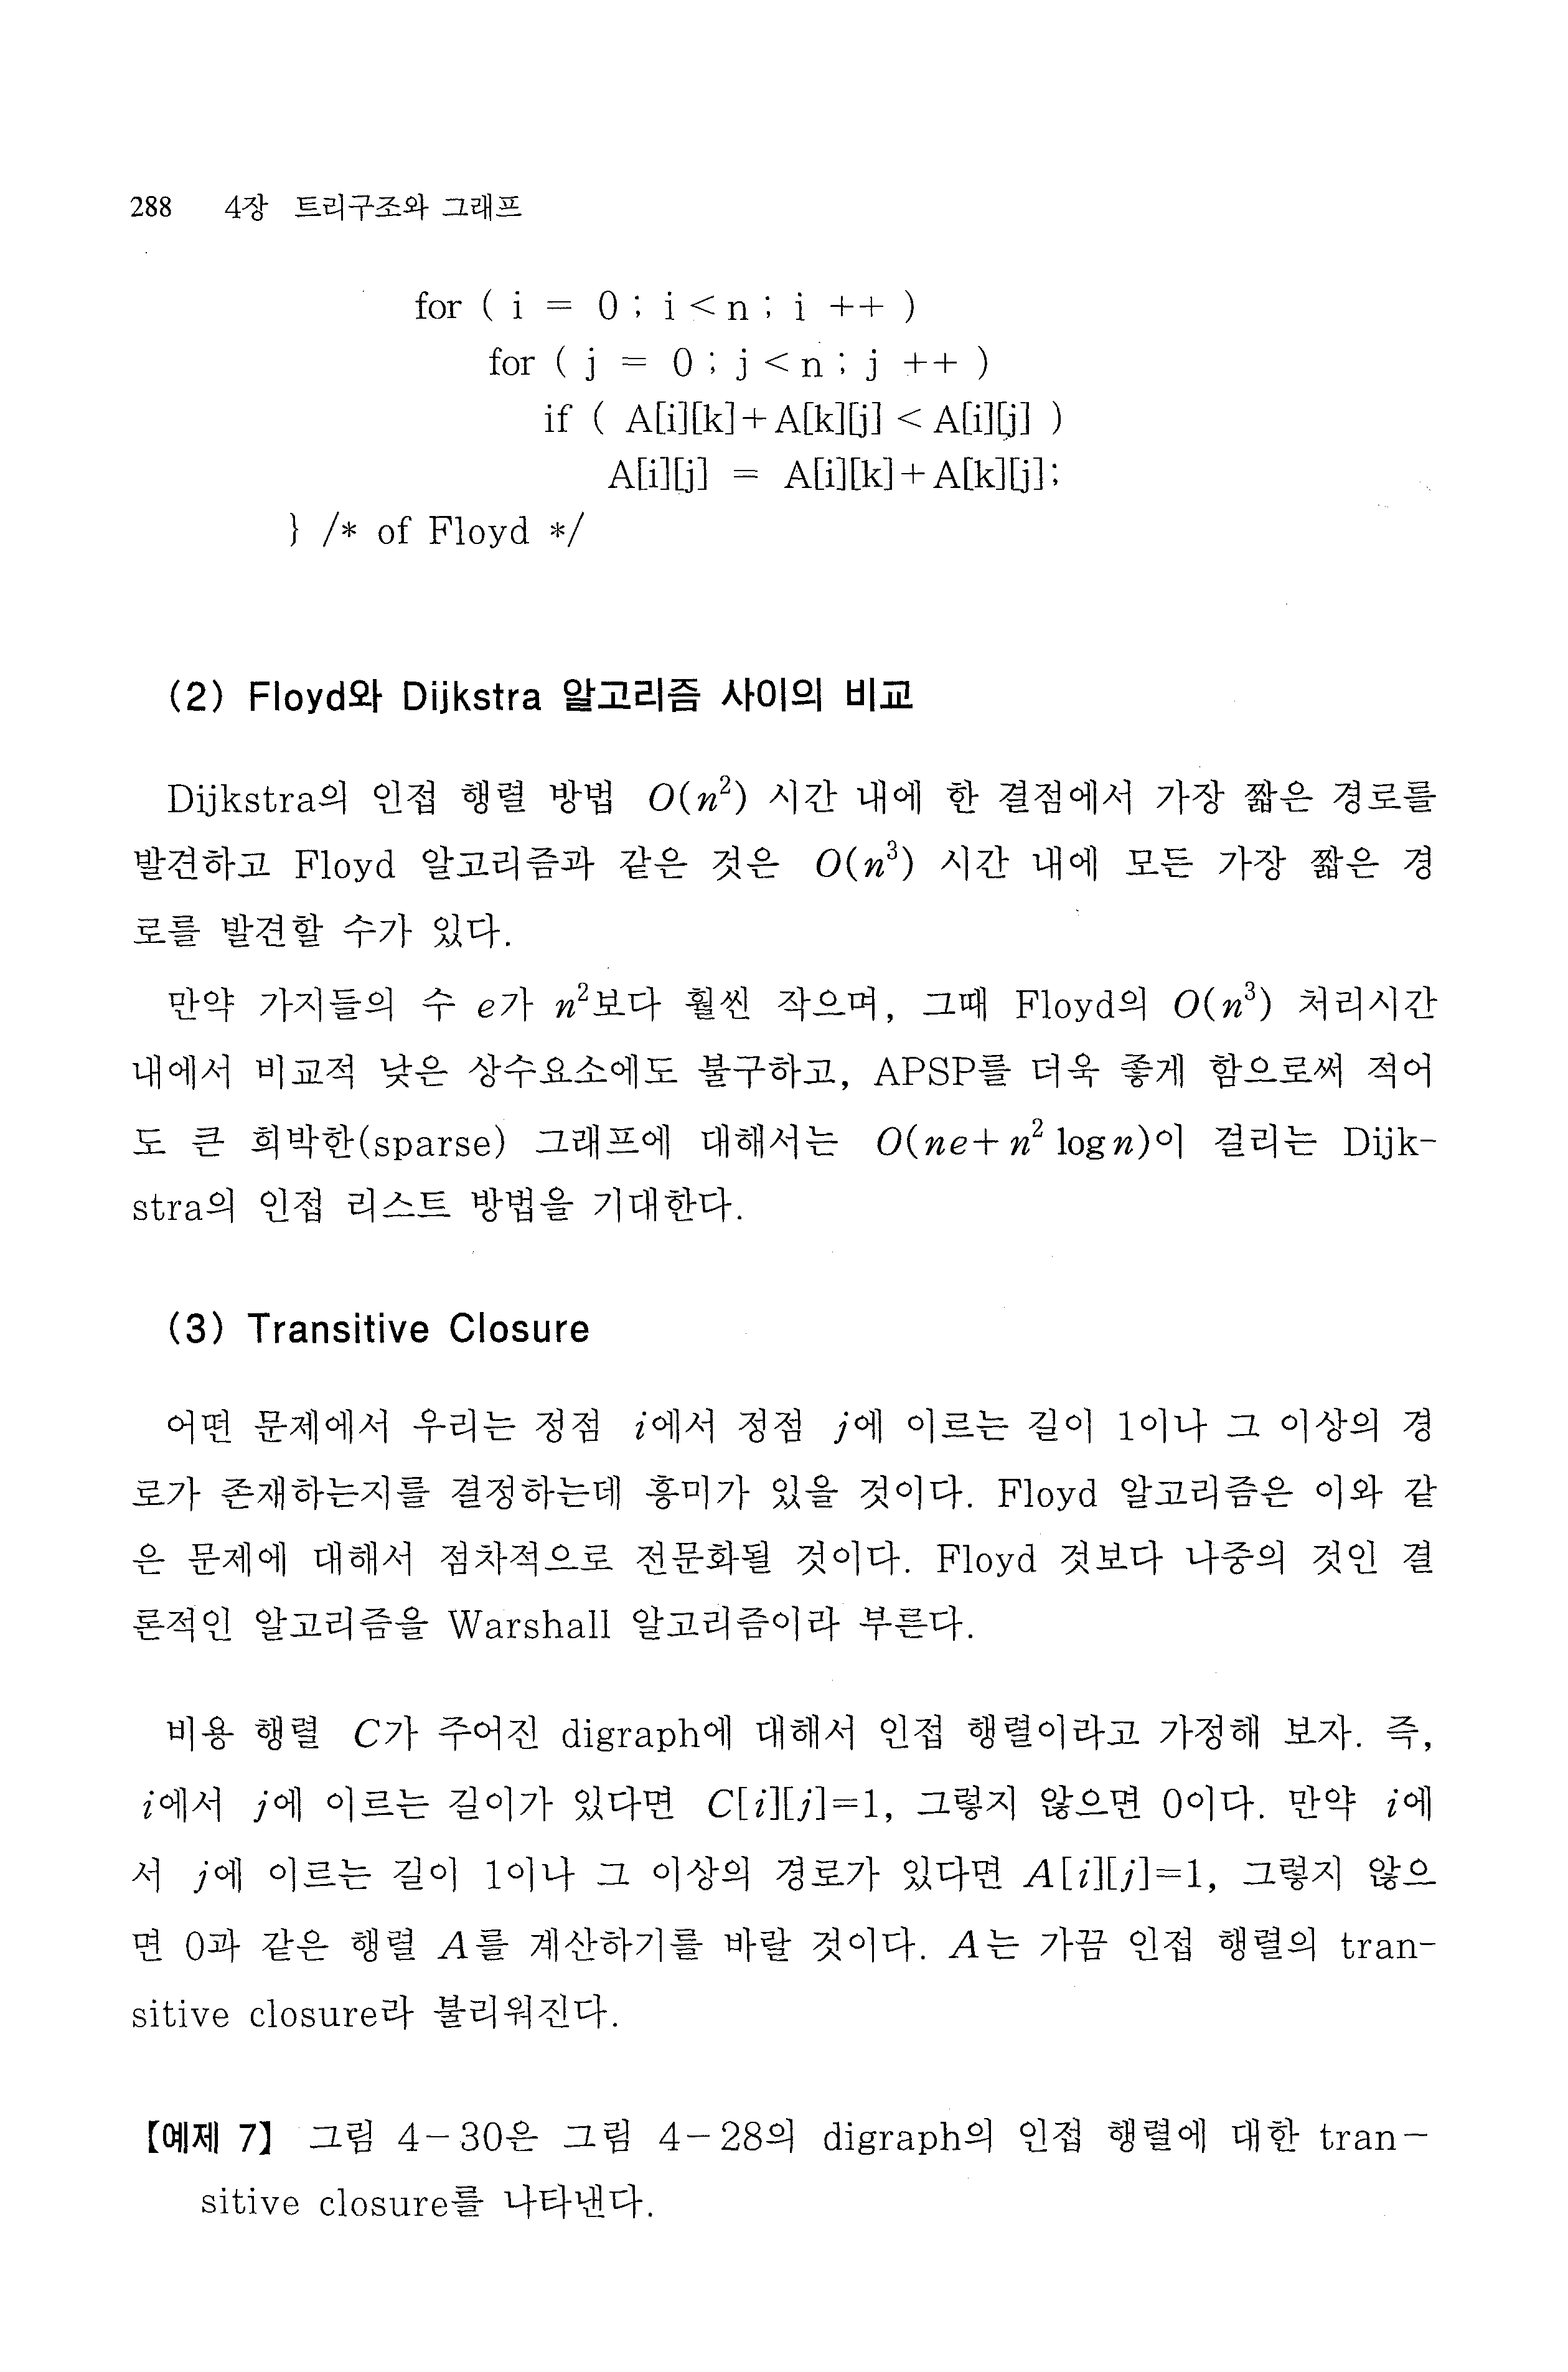 288 4장 트리구조와 그래프
for ( i = 0 ; i < n ; i ++ )
for ( j = 0 ; j < n ; j ++ )
if ( A[i][k]+A[k][j] < A[i][j] )
A[i][j] = A[i][k]+A[k][j];
} /* of Floyd */
(2) Floyd와 Dijkstra 알고리즘 사이의 비교
Dijkstra의 인접 행렬 방법 O(n²) 시간 내에 한 결점에서 가장 짧은 경로를
발견하고 Floyd 알고리즘과 같은 것은 O(n³) 시간 내에 모든 가장 짧은 경
로를 발견할 수가 있다.
만약 가지들의 수 e가 n²보다 훨씬 작으며, 그때 Floyd의 O(n³) 처리시간
내에서 비교적 낮은 상수요소에도 불구하고, APSP를 더욱 좋게 함으로써 적어
도 큰 희박한(sparse) 그래프에 대해서는 O(ne+n² log n)이 걸리는 Dijk-
stra의 인접 리스트 방법을 기대한다.
(3) Transitive Closure
어떤 문제에서 우리는 정점 i에서 정점 j에 이르는 길이 1이나 그 이상의 경
로가 존재하는지를 결정하는데 흥미가 있을 것이다. Floyd 알고리즘은 이와 같
은 문제에 대해서 점차적으로 전문화될 것이다. Floyd 것보다 나중의 것인 결
론적인 알고리즘을 Warshall 알고리즘이라 부른다.
비용 행렬 C가 주어진 digraph에 대해서 인접 행렬이라고 가정해 보자. 즉,
i에서 j에 이르는 길이가 있다면 C[i][j]=1, 그렇지 않으면 0이다. 만약 i에
서 j에 이르는 길이 1이나 그 이상의 경로가 있다면 A[i][j]=1, 그렇지 않으
면 0과 같은 행렬 A를 계산하기를 바랄 것이다. A는 가끔 인접 행렬의 tran-
sitive closure라 불리워진다.
【예제 7】 그림 4-30은 그림 4-28의 digraph의 인접 행렬에 대한 tran-
sitive closure를 나타낸다.